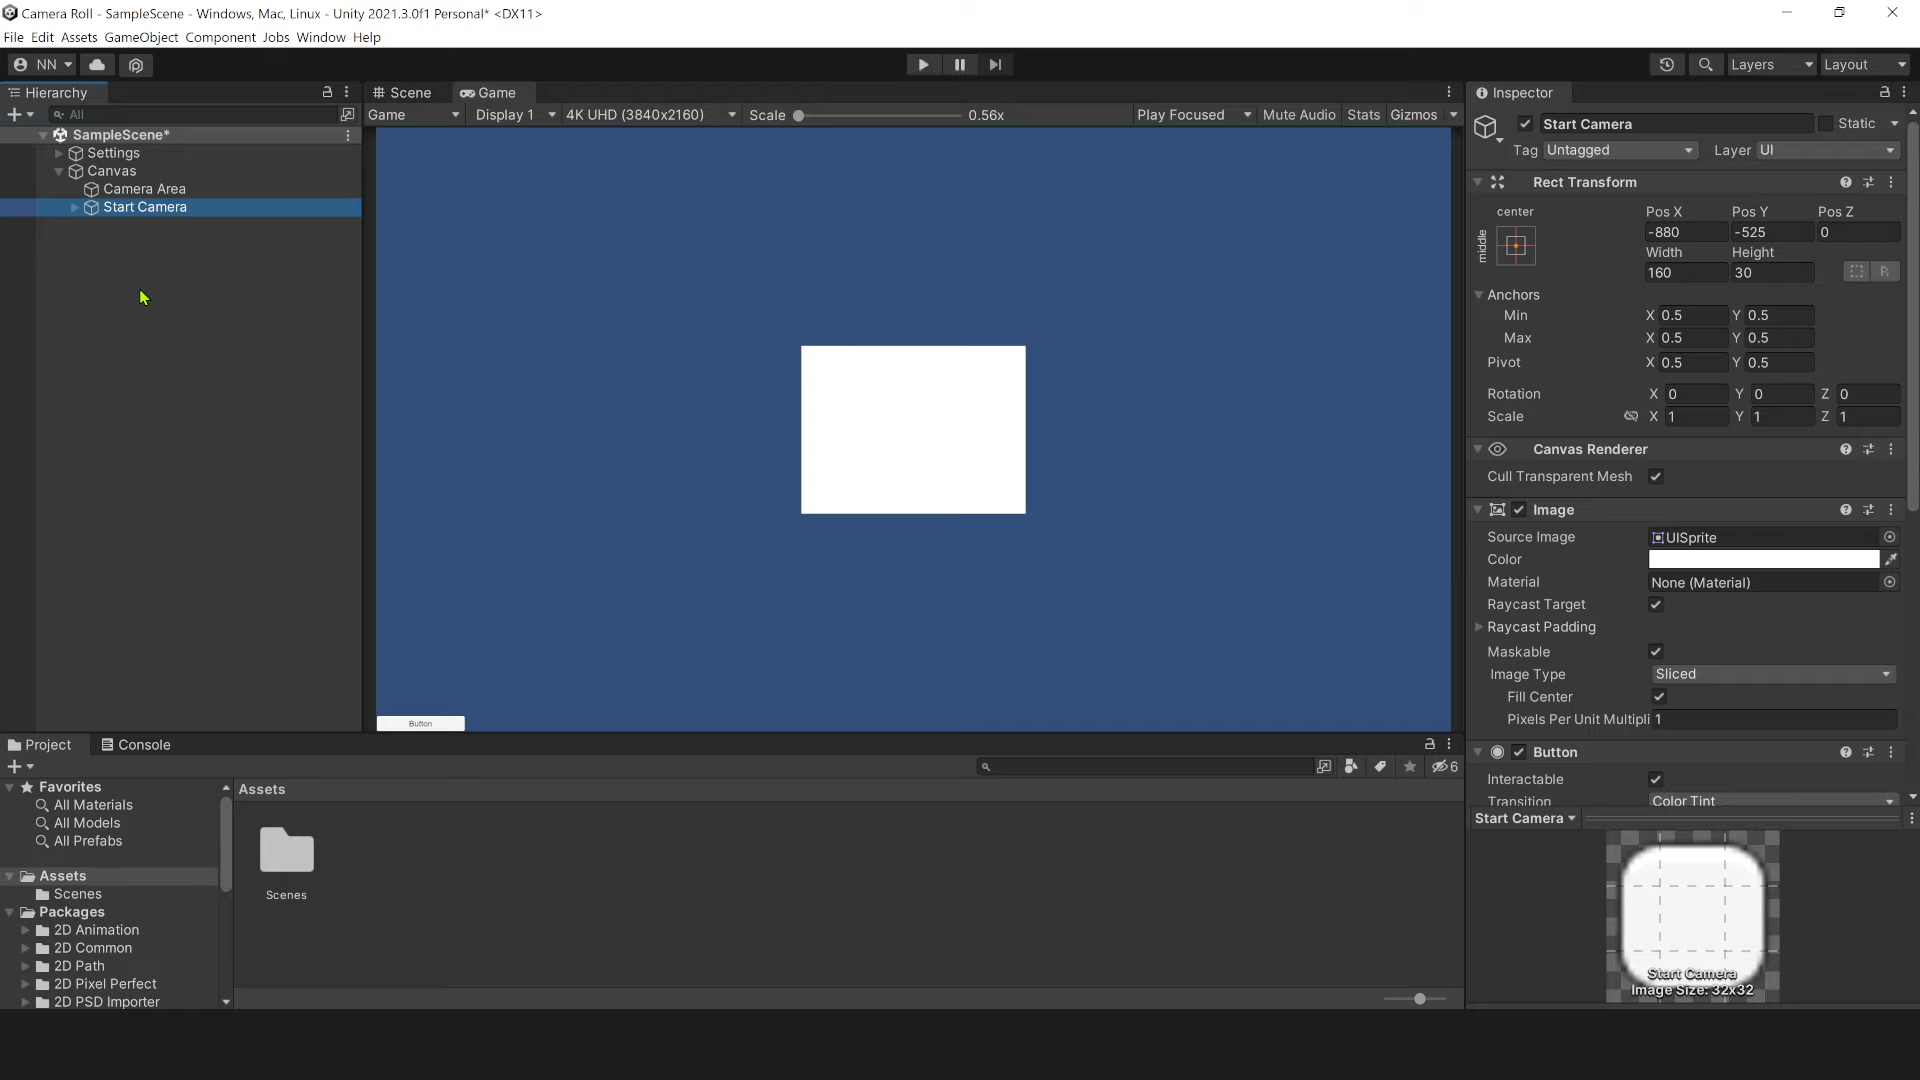 Camera Roll - SampleScene - Windows, Mac, Linux - Unity 2021.3.0f1 Personal* <DX11>
File Edit Assets GameObject Component Jobs Window Help
NN
Layers
Layout
Hierarchy
All
SampleScene*
Settings
Canvas
Camera Area
Start Camera
Scene
Game
Game
Display 1
4K UHD (3840x2160)
Scale
0.56x
Play Focused
Mute Audio
Stats
Gizmos
Button
Inspector
Start Camera
Static
Tag Untagged
Layer UI
Rect Transform
center
middle
Pos X Pos Y Pos Z
-880 -525 0
Width Height
160 30
R
Anchors
Min X 0.5 Y 0.5
Max X 0.5 Y 0.5
Pivot X 0.5 Y 0.5
Rotation X 0 Y 0 Z 0
Scale X 1 Y 1 Z 1
Canvas Renderer
Cull Transparent Mesh
Image
Source Image UISprite
Color
Material None (Material)
Raycast Target
Raycast Padding
Maskable
Image Type Sliced
Fill Center
Pixels Per Unit Multipli 1
Button
Interactable
Transition Color Tint
Start Camera
Start Camera
Image Size: 32x32
Project
Console
6
Favorites
All Materials
All Models
All Prefabs
Assets
Scenes
Packages
2D Animation
2D Common
2D Path
2D Pixel Perfect
2D PSD Importer
Assets
Scenes